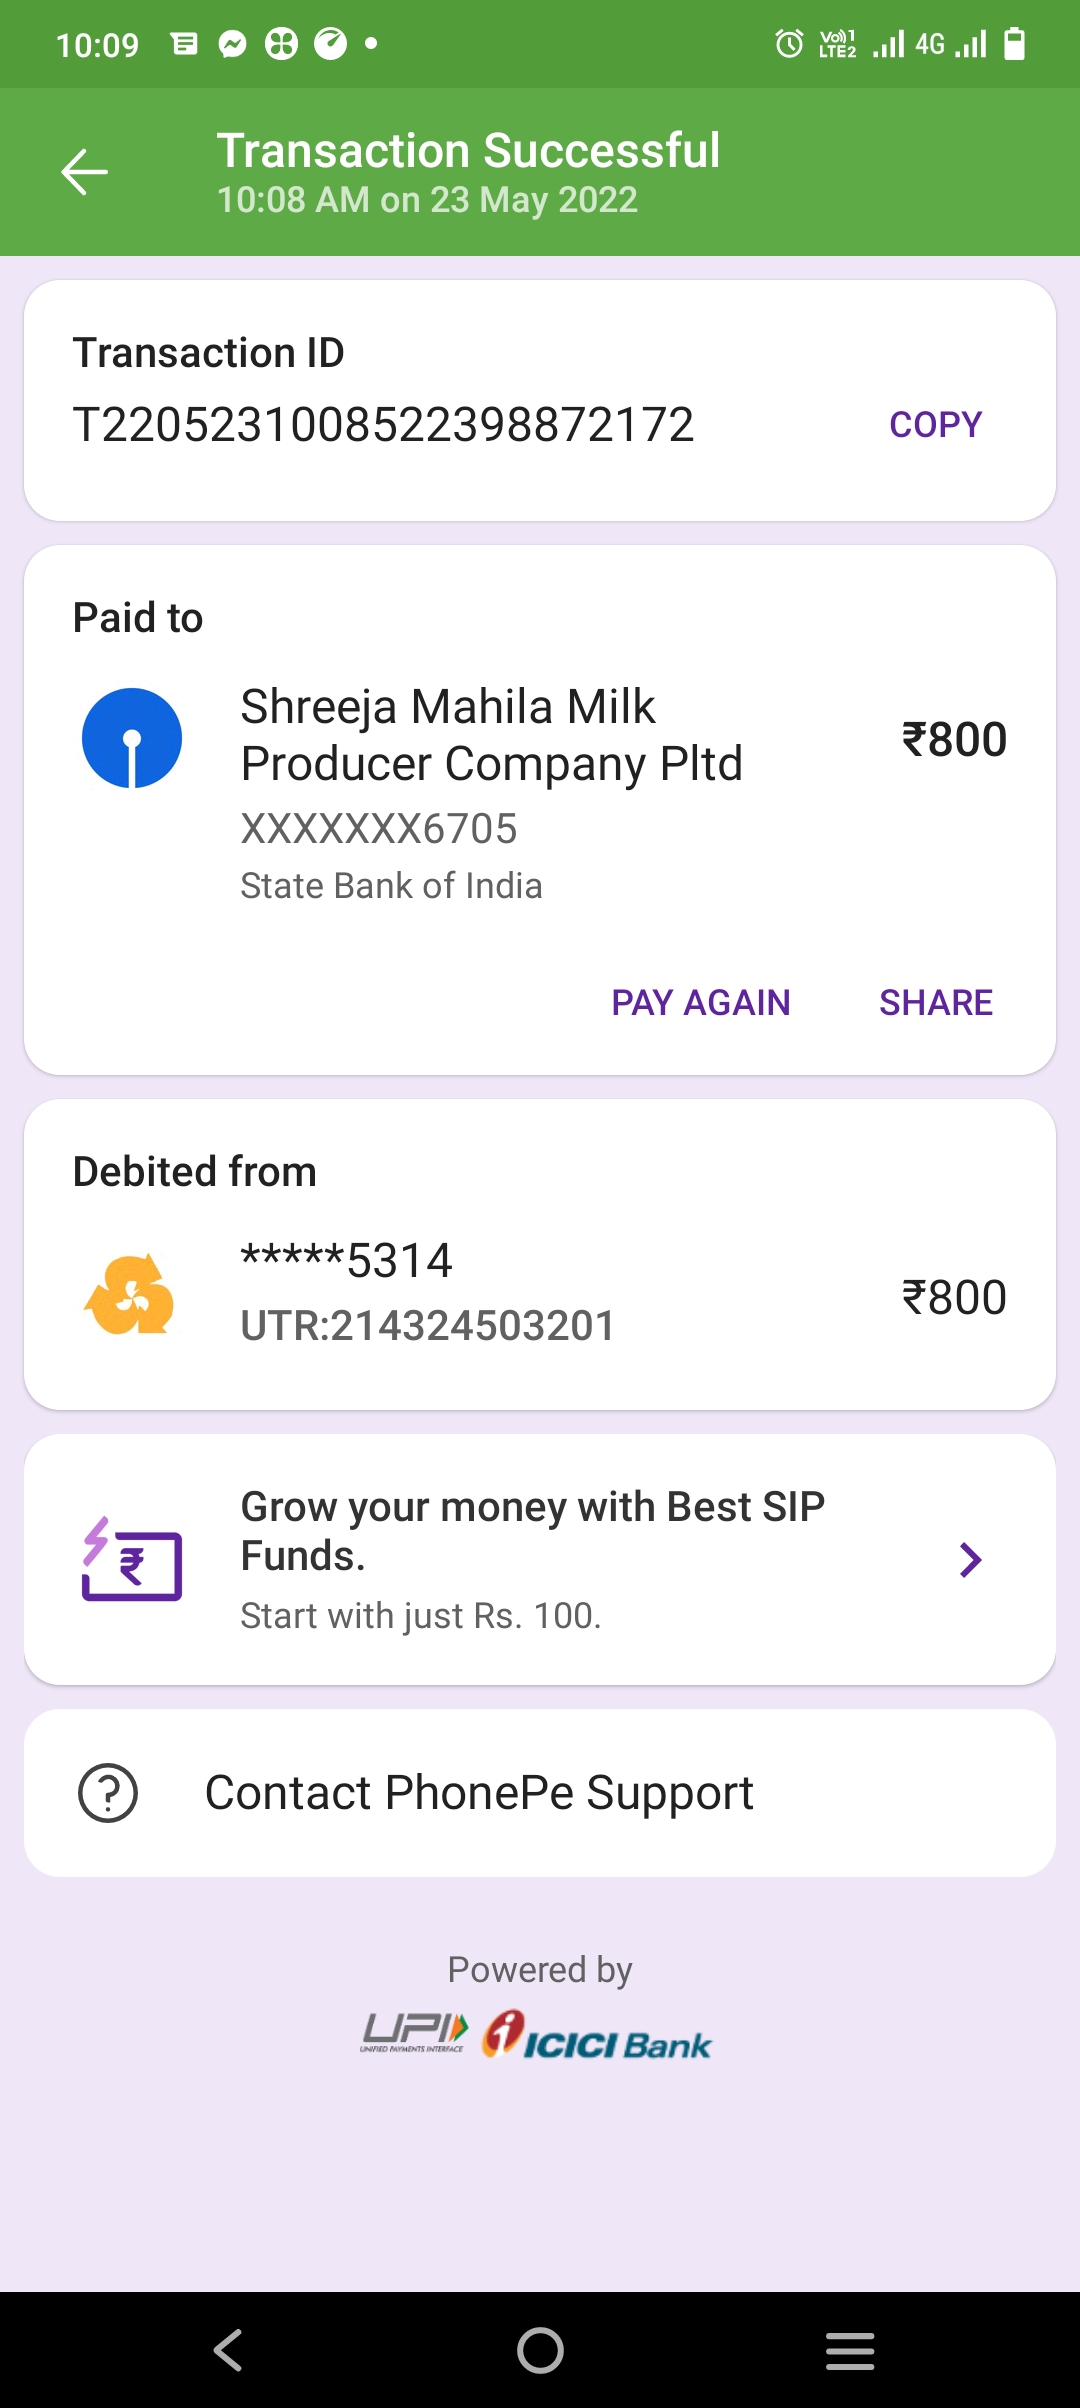 10:09
Vo))1
LTE2
4G
Transaction Successful
10:08 AM on 23 May 2022
Transaction ID
T2205231008522398872172
COPY
Paid to
Shreeja Mahila Milk
Producer Company Pltd
₹800
XXXXXXX6705
State Bank of India
PAY AGAIN
SHARE
Debited from
*****5314
₹800
UTR:214324503201
Grow your money with Best SIP
Funds.
Start with just Rs. 100.
Contact PhonePe Support
Powered by
UPI
UNIFIED PAYMENTS INTERFACE
ICICI Bank